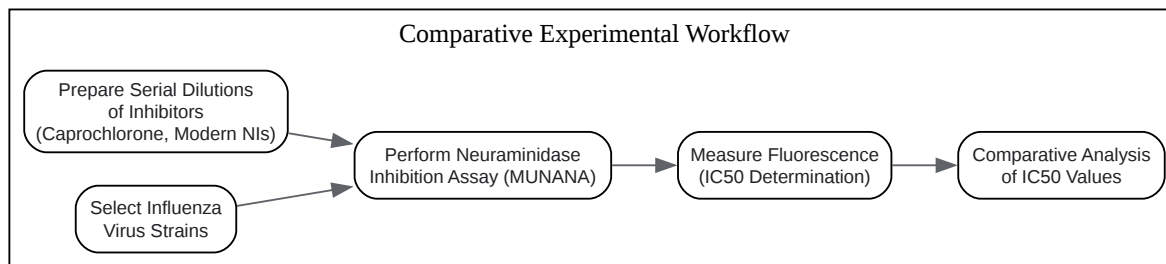 Comparative Experimental Workflow
Prepare Serial Dilutions
of Inhibitors
(Caprochlorone, Modern NIs)
Select Influenza
Virus Strains
Perform Neuraminidase
Inhibition Assay (MUNANA)
Measure Fluorescence
(IC50 Determination)
Comparative Analysis
of IC50 Values